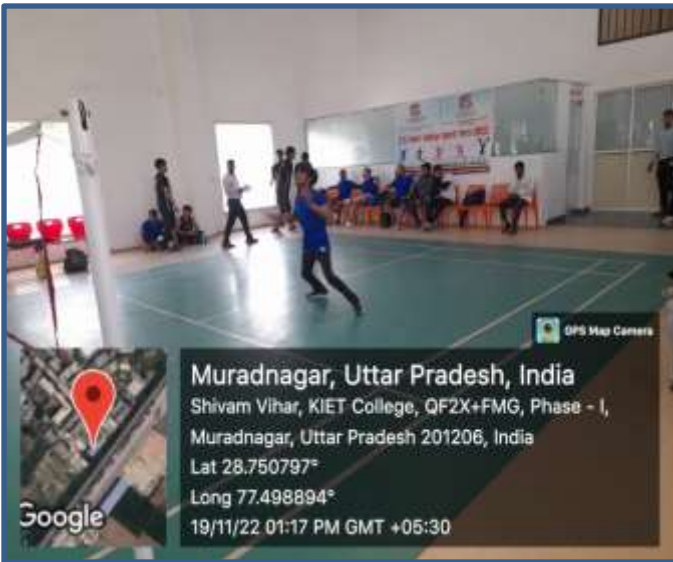 GPS Map Camera
Muradnagar, Uttar Pradesh, India
Shivam Vihar, KIET College, QF2X+FMG, Phase - I,
Muradnagar, Uttar Pradesh 201206, India
Lat 28.750797°
Long 77.498894°
19/11/22 01:17 PM GMT +05:30
Google